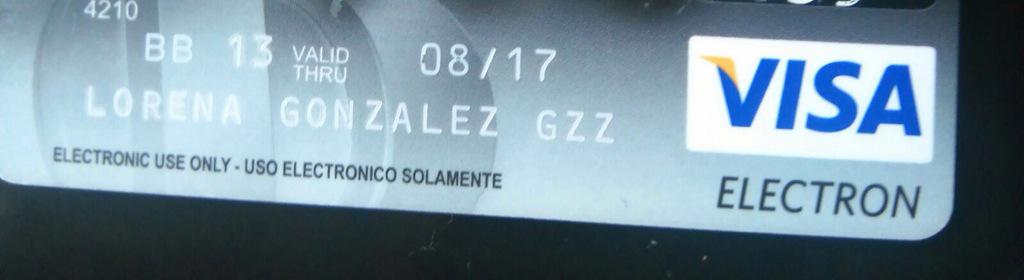 4210
BB 13 VALID THRU 08/17
LORENA GONZALEZ GZZ
ELECTRONIC USE ONLY - USO ELECTRONICO SOLAMENTE
VISA
ELECTRON